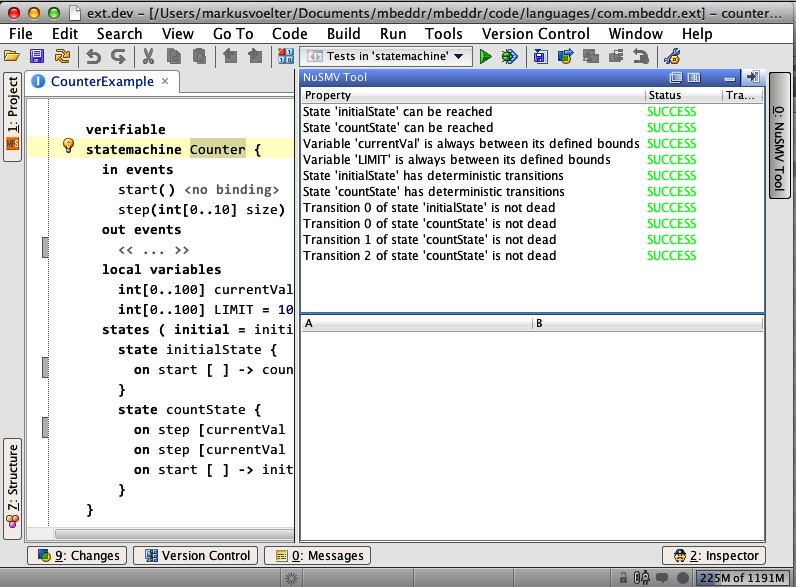 ext.dev – [/Users/markusvoelter/Documents/mbeddr/mbeddr/code/languages/com.mbeddr.ext] – counter...
File Edit Search View Go To Code Build Run Tools Version Control Window Help
Tests in 'statemachine'
1: Project
CounterExample
verifiable
statemachine Counter {
in events
start() <no binding>
step(int[0..10] size)
out events
<< ... >>
local variables
int[0..100] currentVal
int[0..100] LIMIT = 10
states ( initial = initi
state initialState {
on start [ ] -> coun
}
state countState {
on step [currentVal
on step [currentVal
on start [ ] -> init
}
}
NuSMV Tool
Property Status Tra...
State 'initialState' can be reached SUCCESS
State 'countState' can be reached SUCCESS
Variable 'currentVal' is always between its defined bounds SUCCESS
Variable 'LIMIT' is always between its defined bounds SUCCESS
State 'initialState' has deterministic transitions SUCCESS
State 'countState' has deterministic transitions SUCCESS
Transition 0 of state 'initialState' is not dead SUCCESS
Transition 0 of state 'countState' is not dead SUCCESS
Transition 1 of state 'countState' is not dead SUCCESS
Transition 2 of state 'countState' is not dead SUCCESS
A B
0: NuSMV Tool
Z: Structure
9: Changes Version Control 0: Messages 2: Inspector
225M of 1191M